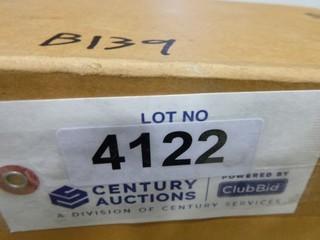 B139
LOT NO
4122
CENTURY
AUCTIONS
POWERED BY
ClubBid
A DIVISION OF CENTURY SERVICES